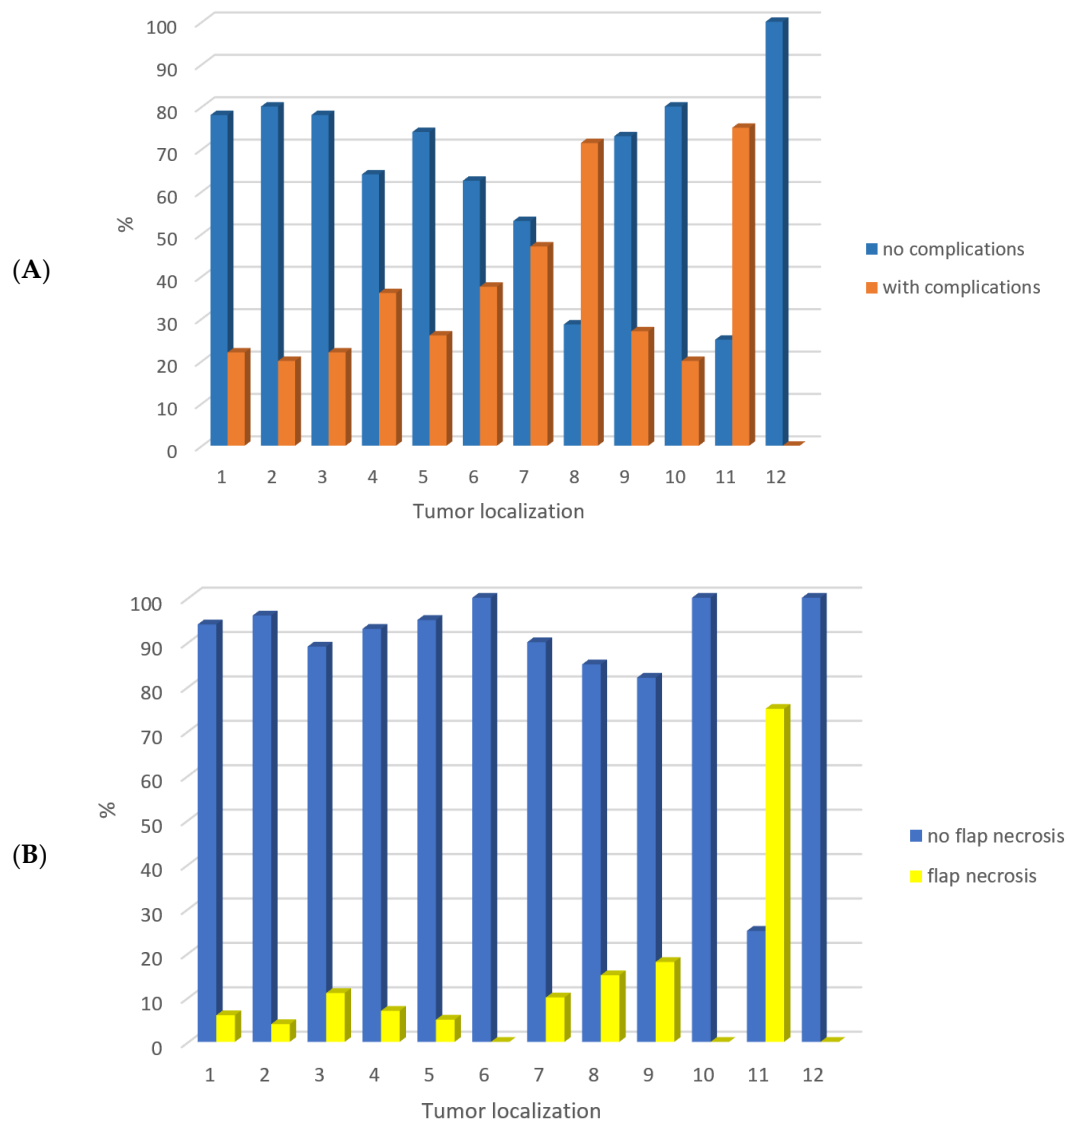 (A)
%
100
90
80
70
60
50
40
30
20
10
0
1 2 3 4 5 6 7 8 9 10 11 12
Tumor localization
no complications
with complications
(B)
%
100
90
80
70
60
50
40
30
20
10
0
1 2 3 4 5 6 7 8 9 10 11 12
Tumor localization
no flap necrosis
flap necrosis